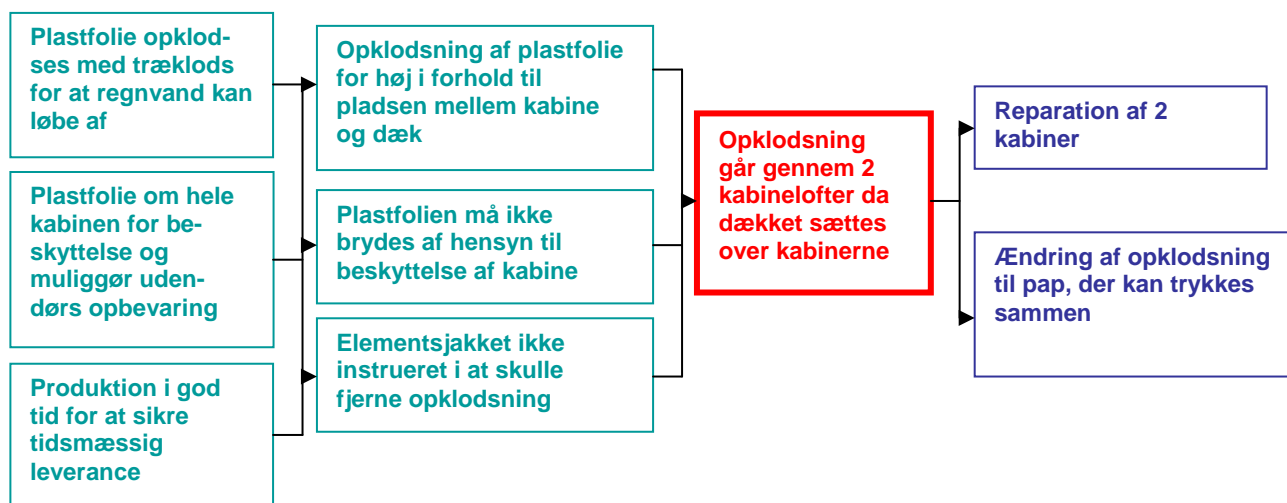 Plastfolie opklod-
ses med træklods
for at regnvand kan
løbe af
Plastfolie om hele
kabinen for be-
skyttelse og
muliggør uden-
dørs opbevaring
Produktion i god
tid for at sikre
tidsmæssig
leverance
Opklodsning af plastfolie
for høj i forhold til
pladsen mellem kabine
og dæk
Plastfolien må ikke
brydes af hensyn til
beskyttelse af kabine
Elementsjakket ikke
instrueret i at skulle
fjerne opklodsning
Opklodsning
går gennem 2
kabinelofter da
dækket sættes
over kabinerne
Reparation af 2
kabiner
Ændring af opklodsning
til pap, der kan trykkes
sammen